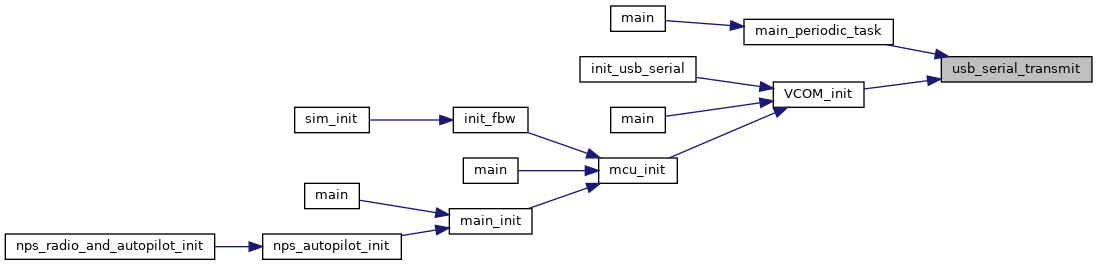 main
main_periodic_task
usb_serial_transmit
init_usb_serial
VCOM_init
sim_init
init_fbw
main
main
mcu_init
main
main_init
nps_radio_and_autopilot_init
nps_autopilot_init